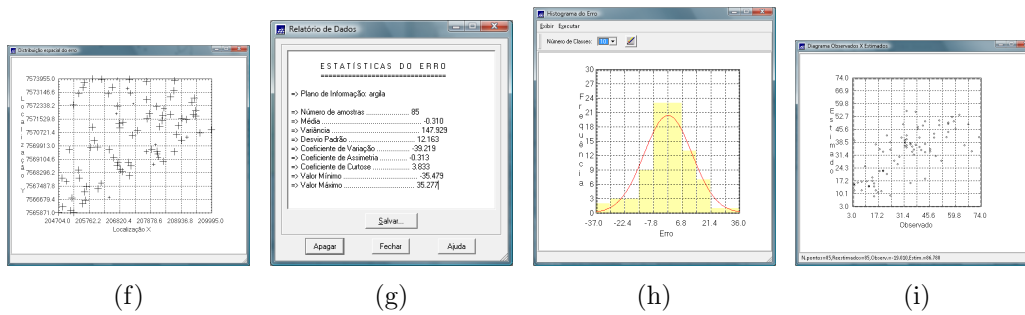 Distribuição espacial do erro
7573955.0
7573146.6
7572338.2
7571529.8
7570721.4
7569913.0
7569104.6
7568296.2
7567487.8
7566679.4
7565871.0
Localização Y
204704.0 205762.2 206820.4 207878.6 208936.8 209995.0
Localização X
(f)
Relatório de Dados
ESTATÍSTICAS DO ERRO
==============================
=> Plano de Informação: argila
=> Número de amostras ................ 85
=> Média ................................... -0.310
=> Variância ............................... 147.929
=> Desvio Padrão ...................... 12.163
=> Coeficiente de Variação ......... -39.219
=> Coeficiente de Assimetria ...... -0.313
=> Coeficiente de Curtose .......... 3.833
=> Valor Mínimo .......................... -35.479
=> Valor Máximo ......................... 35.277
Salvar...
Apagar Fechar Ajuda
(g)
Histograma do Erro
Exibir Executar
Número de Classes: 10
30
27
24
21
18
15
12
9
6
3
0
Frequência
-37.0 -22.4 -7.8 6.8 21.4 36.0
Erro
(h)
Diagrama Observados X Estimados
74.0
66.9
59.8
52.7
45.6
38.5
31.4
24.3
17.2
10.1
3.0
Estimado
3.0 17.2 31.4 45.6 59.8 74.0
Observado
(i)